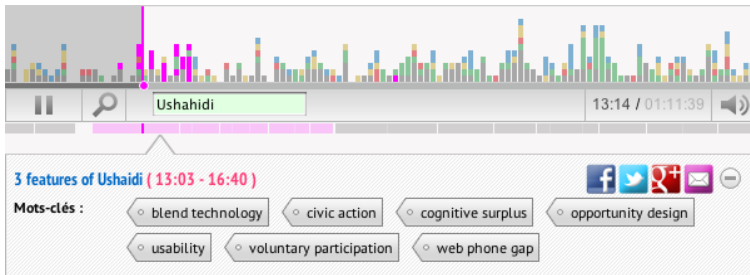 Ushahidi
13:14 / 01:11:39
3 features of Ushaidi ( 13:03 - 16:40 )
Mots-clés :
blend technology
civic action
cognitive surplus
opportunity design
usability
voluntary participation
web phone gap